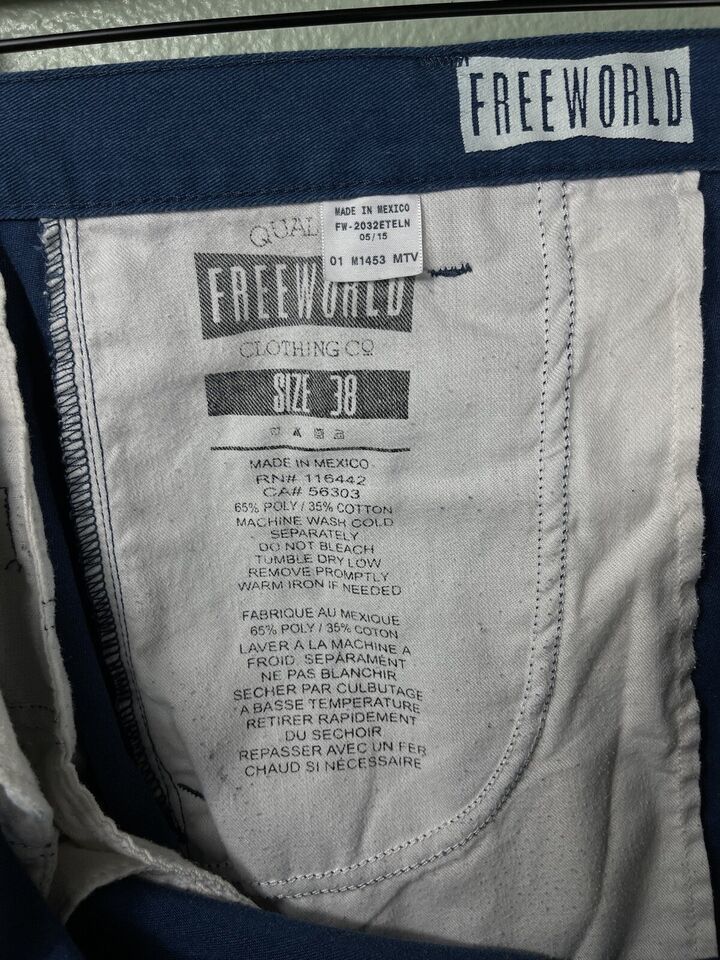 FREEWORLD
MADE IN MEXICO
FW-2032ETELN
05/15
01 M1453 MTV
QUAL
FREEWORLD
CLOTHING CO
SIZE 38
MADE IN MEXICO
RN# 116442
CA# 56303
65% POLY / 35% COTTON
MACHINE WASH COLD
SEPARATELY
DO NOT BLEACH
TUMBLE DRY LOW
REMOVE PROMPTLY
WARM IRON IF NEEDED
FABRIQUE AU MEXIQUE
65% POLY / 35% COTON
LAVER À LA MACHINE A
FROID, SÉPARAMENT
NE PAS BLANCHIR
SECHER PAR CULBUTAGE
A BASSE TEMPERATURE
RETIRER RAPIDEMENT
DU SECHOIR
REPASSER AVEC UN FER
CHAUD SI NÉCESSAIRE